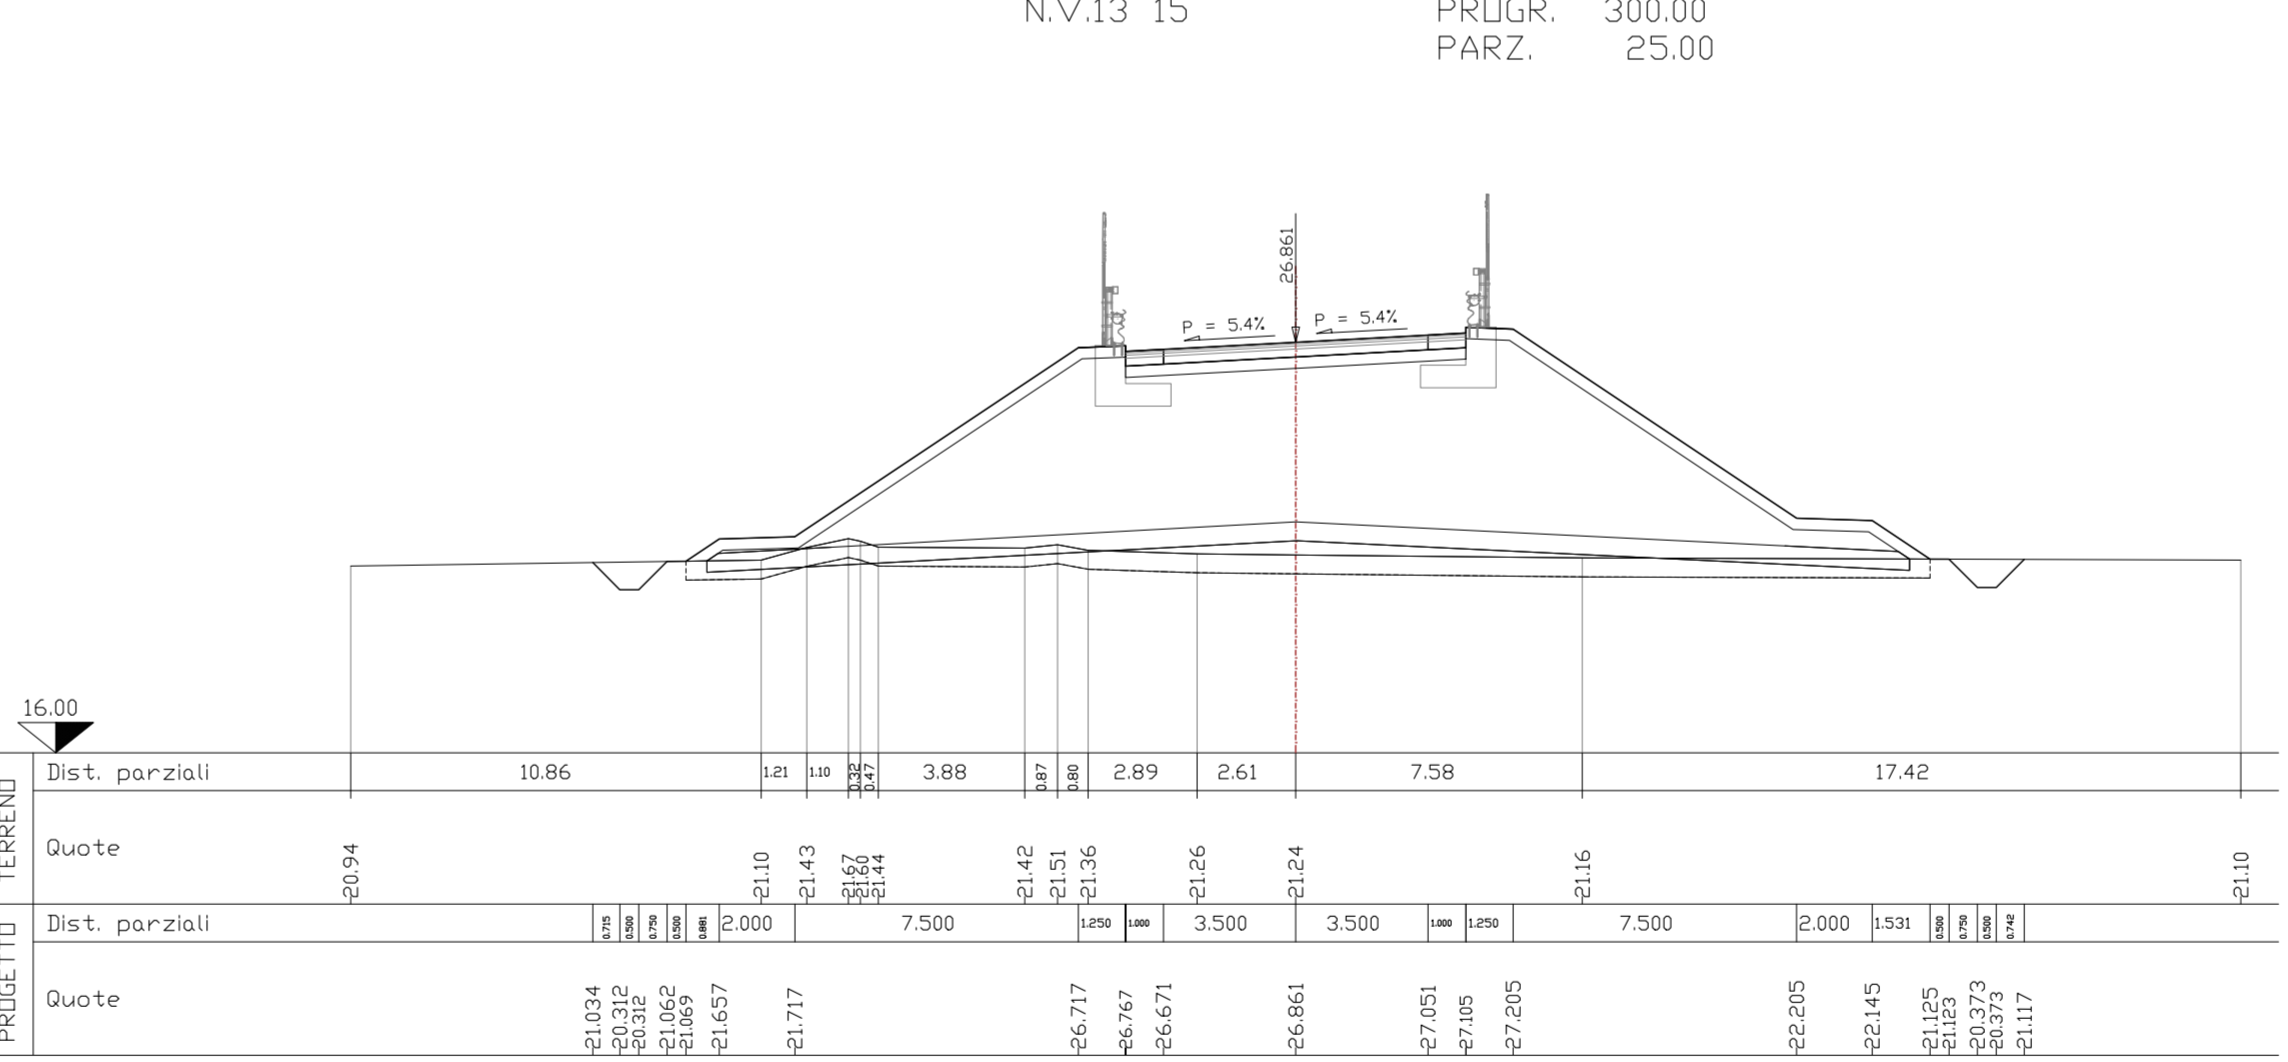 N.V.13 15
PROGR. 300.00
PARZ. 25.00
26.861
P = 5.4% P = 5.4%
16.00
TERRENO
Dist. parziali 10.86 1.21 1.10 0.32 0.47 3.88 0.87 0.80 2.89 2.61 7.58 17.42
Quote 20.94 21.10 21.43 21.67 21.60 21.44 21.42 21.51 21.36 21.26 21.24 21.16 21.10
PROGETTO
Dist. parziali 0.715 0.500 0.750 0.500 0.881 2.000 7.500 1.250 1.000 3.500 3.500 1.000 1.250 7.500 2.000 1.531 0.500 0.750 0.500 0.742
Quote 21.034 20.312 20.312 21.062 21.069 21.657 21.717 26.717 26.767 26.671 26.861 27.051 27.105 27.205 22.205 22.145 21.125 21.123 20.373 20.373 21.117